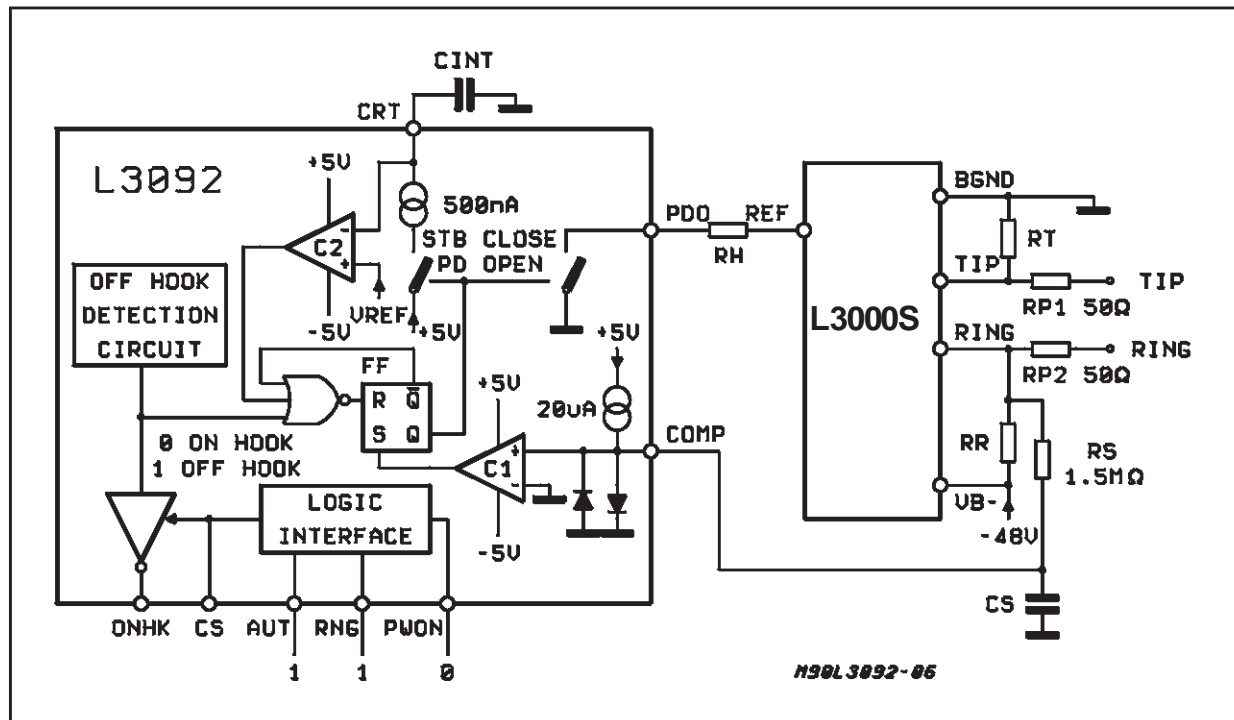 CINT
CRT
L3092
+5V
500nA
C2
-
+
STB CLOSE
PD OPEN
VREF
+5V
-5V
OFF HOOK
DETECTION
CIRCUIT
FF
R Q̅
S Q
0 ON HOOK
1 OFF HOOK
+5V
C1
+
-
-5V
+5V
20uA
COMP
LOGIC
INTERFACE
ONHK CS AUT RNG PWON
1 1 0
PDO REF
RH
L3000S
BGND
RT
TIP
TIP
RP1 50Ω
RING
RING
RP2 50Ω
RR
RS
1.5MΩ
VB-
-48V
CS
M90L3092-06